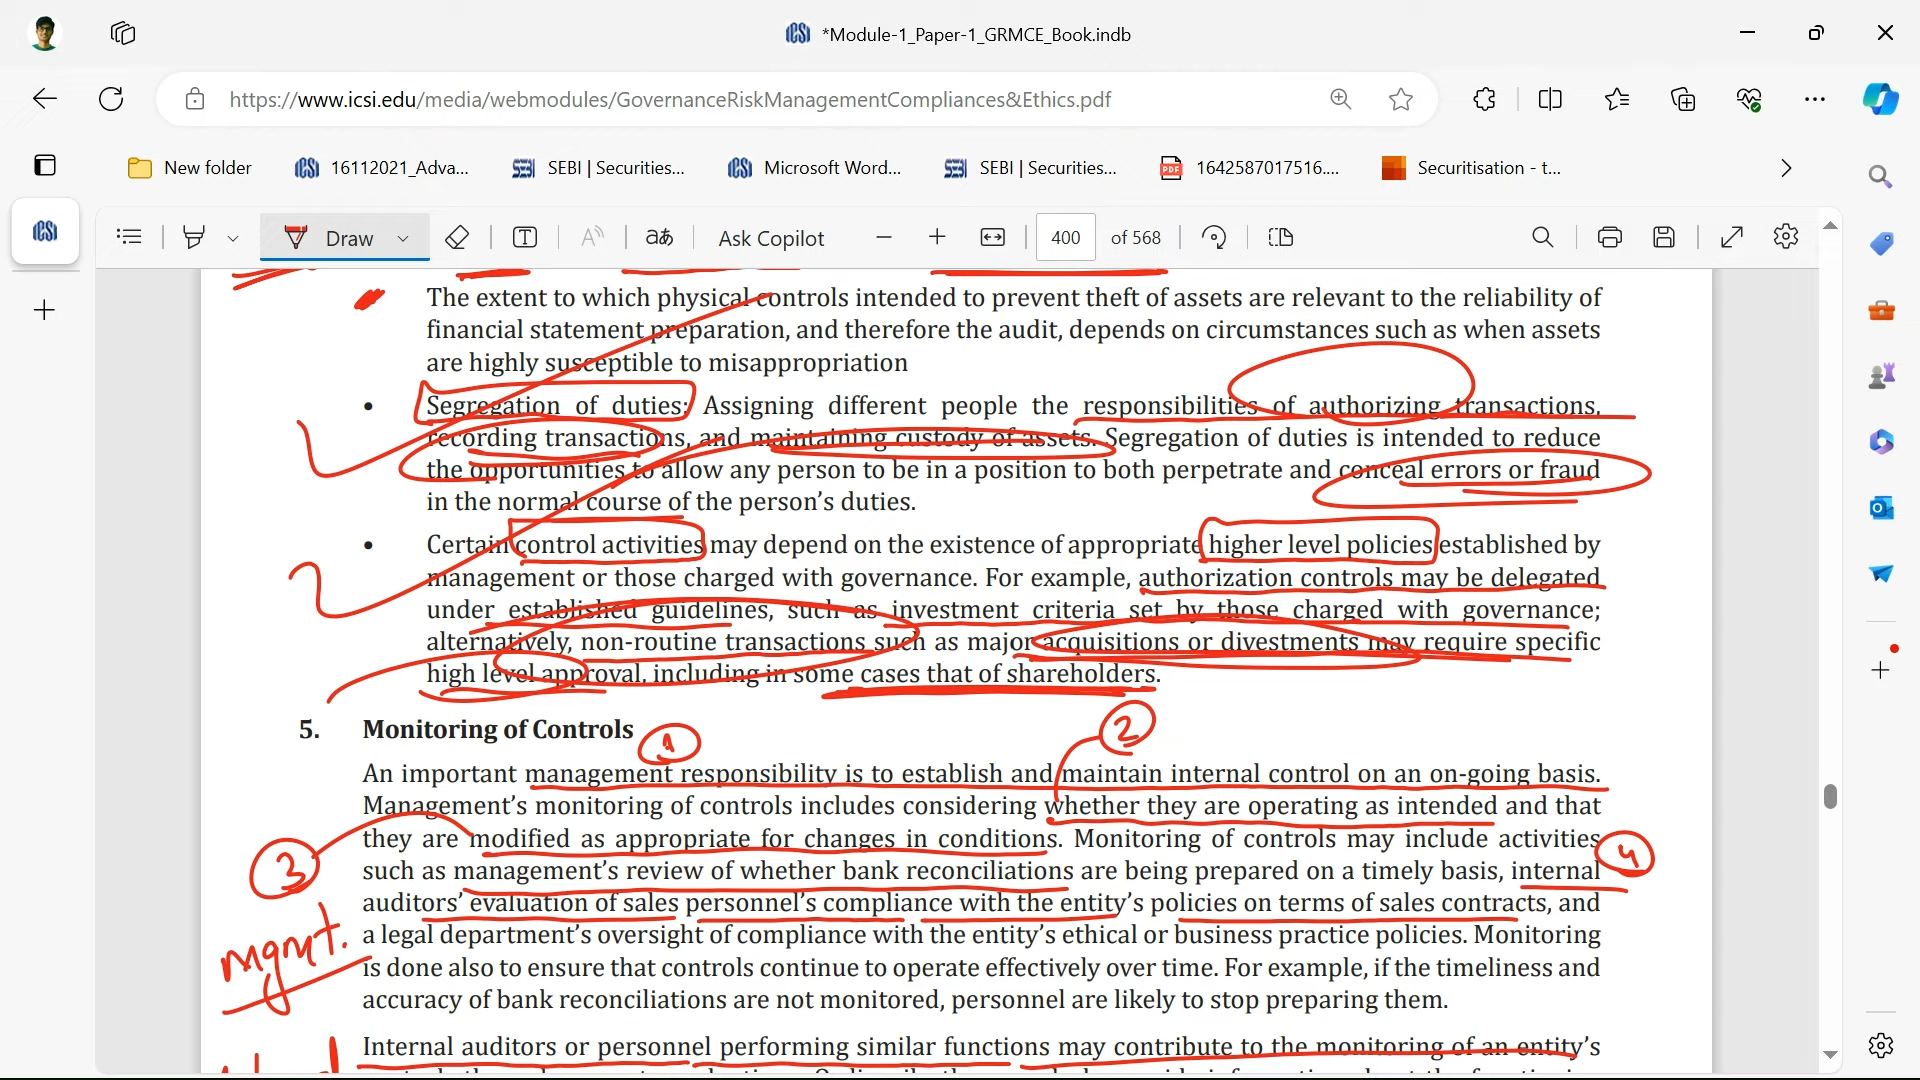 *Module-1_Paper-1_GRMCE_Book.indb
https://www.icsi.edu/media/webmodules/GovernanceRiskManagementCompliances&Ethics.pdf
New folder
16112021_Adva...
SEBI | Securities...
Microsoft Word...
SEBI | Securities...
1642587017516....
Securitisation - t...
Draw
Ask Copilot
400 of 568
The extent to which physical controls intended to prevent theft of assets are relevant to the reliability of
financial statement preparation, and therefore the audit, depends on circumstances such as when assets
are highly susceptible to misappropriation
• Segregation of duties: Assigning different people the responsibilities of authorizing transactions,
recording transactions, and maintaining custody of assets. Segregation of duties is intended to reduce
the opportunities to allow any person to be in a position to both perpetrate and conceal errors or fraud
in the normal course of the person's duties.
• Certain control activities may depend on the existence of appropriate higher level policies established by
management or those charged with governance. For example, authorization controls may be delegated
under established guidelines, such as investment criteria set by those charged with governance;
alternatively, non-routine transactions such as major acquisitions or divestments may require specific
high level approval, including in some cases that of shareholders.
5. Monitoring of Controls
1
2
An important management responsibility is to establish and maintain internal control on an on-going basis.
Management's monitoring of controls includes considering whether they are operating as intended and that
they are modified as appropriate for changes in conditions. Monitoring of controls may include activities
3
4
such as management's review of whether bank reconciliations are being prepared on a timely basis, internal
auditors' evaluation of sales personnel's compliance with the entity's policies on terms of sales contracts, and
mgmt.
a legal department's oversight of compliance with the entity's ethical or business practice policies. Monitoring
is done also to ensure that controls continue to operate effectively over time. For example, if the timeliness and
accuracy of bank reconciliations are not monitored, personnel are likely to stop preparing them.
Internal auditors or personnel performing similar functions may contribute to the monitoring of an entity's